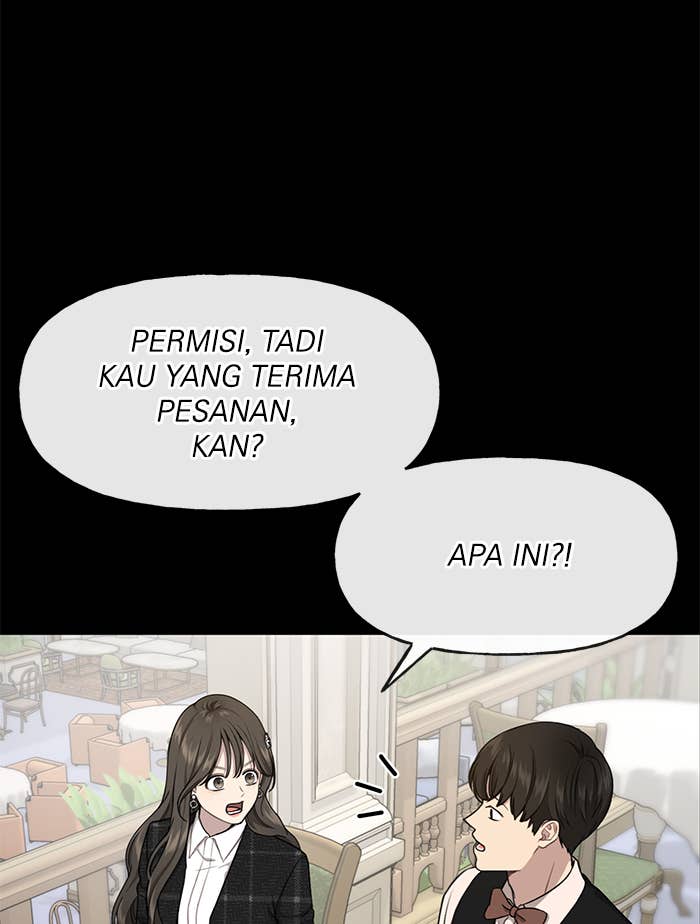 PERMISI, TADI
KAU YANG TERIMA
PESANAN,
KAN?
APA INI?!